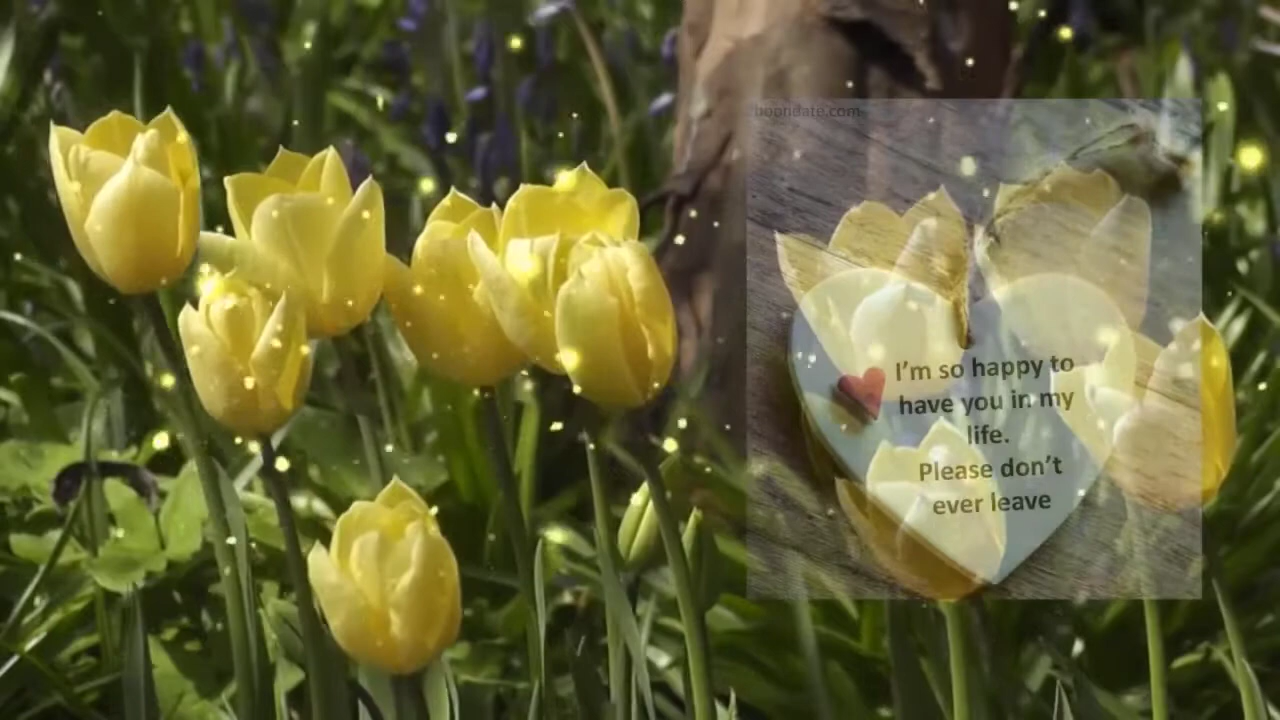 boondate.com
I'm so happy to
have you in my
life.
Please don't
ever leave